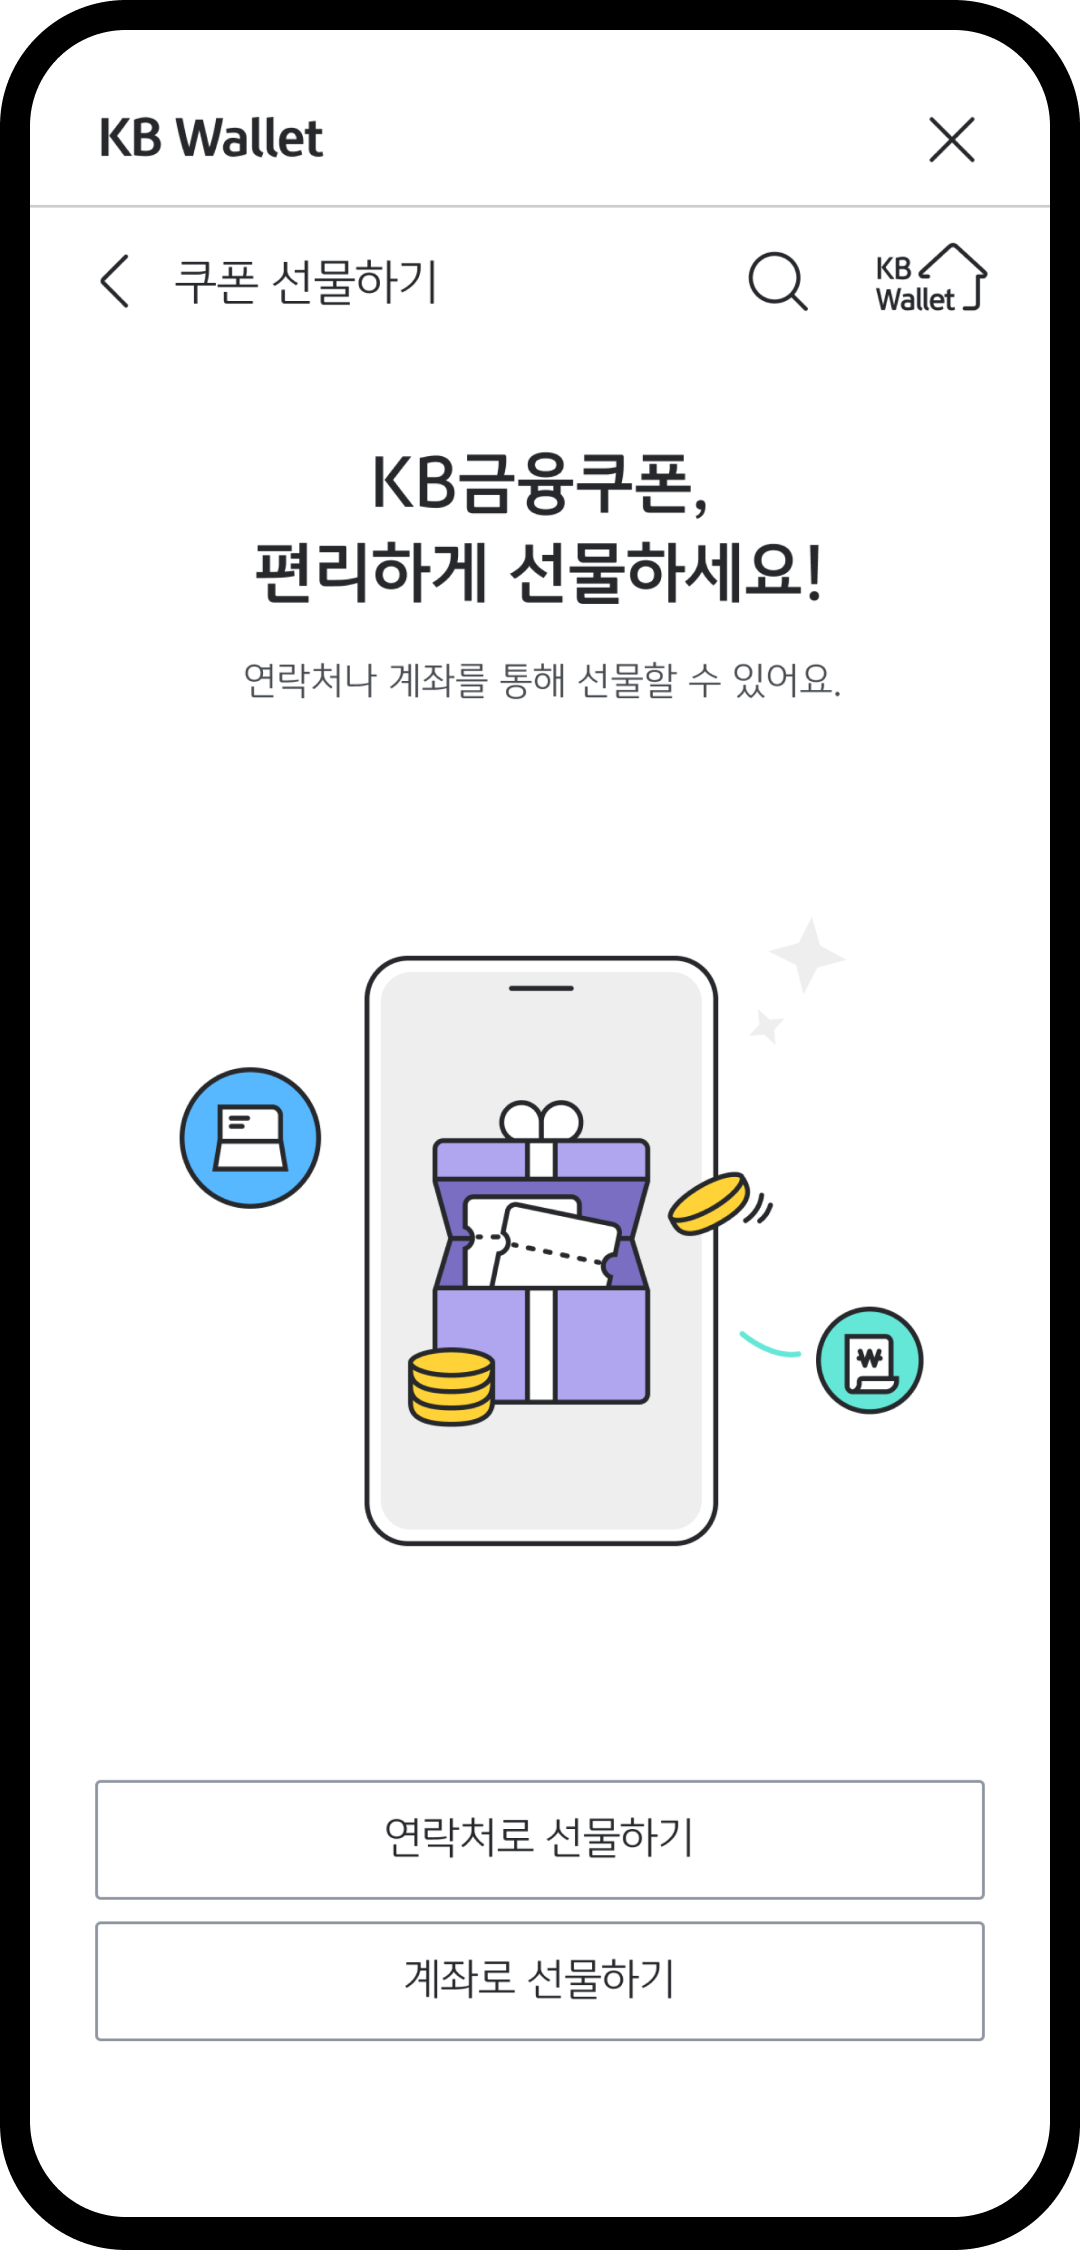 KB Wallet
쿠폰 선물하기
KB
Wallet
KB금융쿠폰,
편리하게 선물하세요!
연락처나 계좌를 통해 선물할 수 있어요.
₩
연락처로 선물하기
계좌로 선물하기